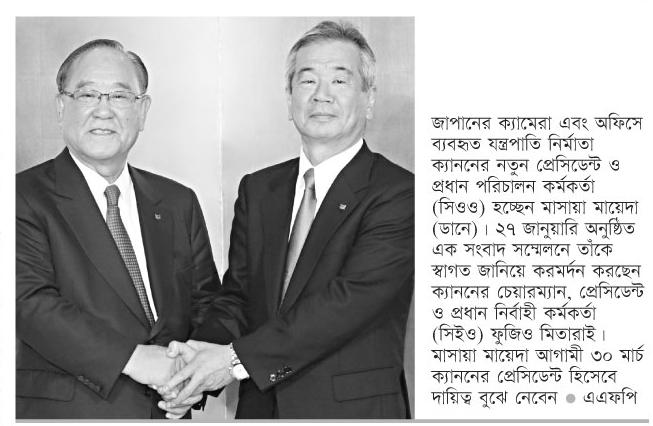 জাপানের ক্যামেরা এবং অফিসে
ব্যবহৃত যন্ত্রপাতি নির্মাতা
ক্যাননের নতুন প্রেসিডেন্ট ও
প্রধান পরিচালন কর্মকর্তা
(সিওও) হচ্ছেন মাসায়া মায়েদা
(ডানে)। ২৭ জানুয়ারি অনুষ্ঠিত
এক সংবাদ সম্মেলনে তাঁকে
স্বাগত জানিয়ে করমর্দন করছেন
ক্যাননের চেয়ারম্যান, প্রেসিডেন্ট
ও প্রধান নির্বাহী কর্মকর্তা
(সিইও) ফুজিও মিতারাই।
মাসায়া মায়েদা আগামী ৩০ মার্চ
ক্যাননের প্রেসিডেন্ট হিসেবে
দায়িত্ব বুঝে নেবেন ● এএফপি